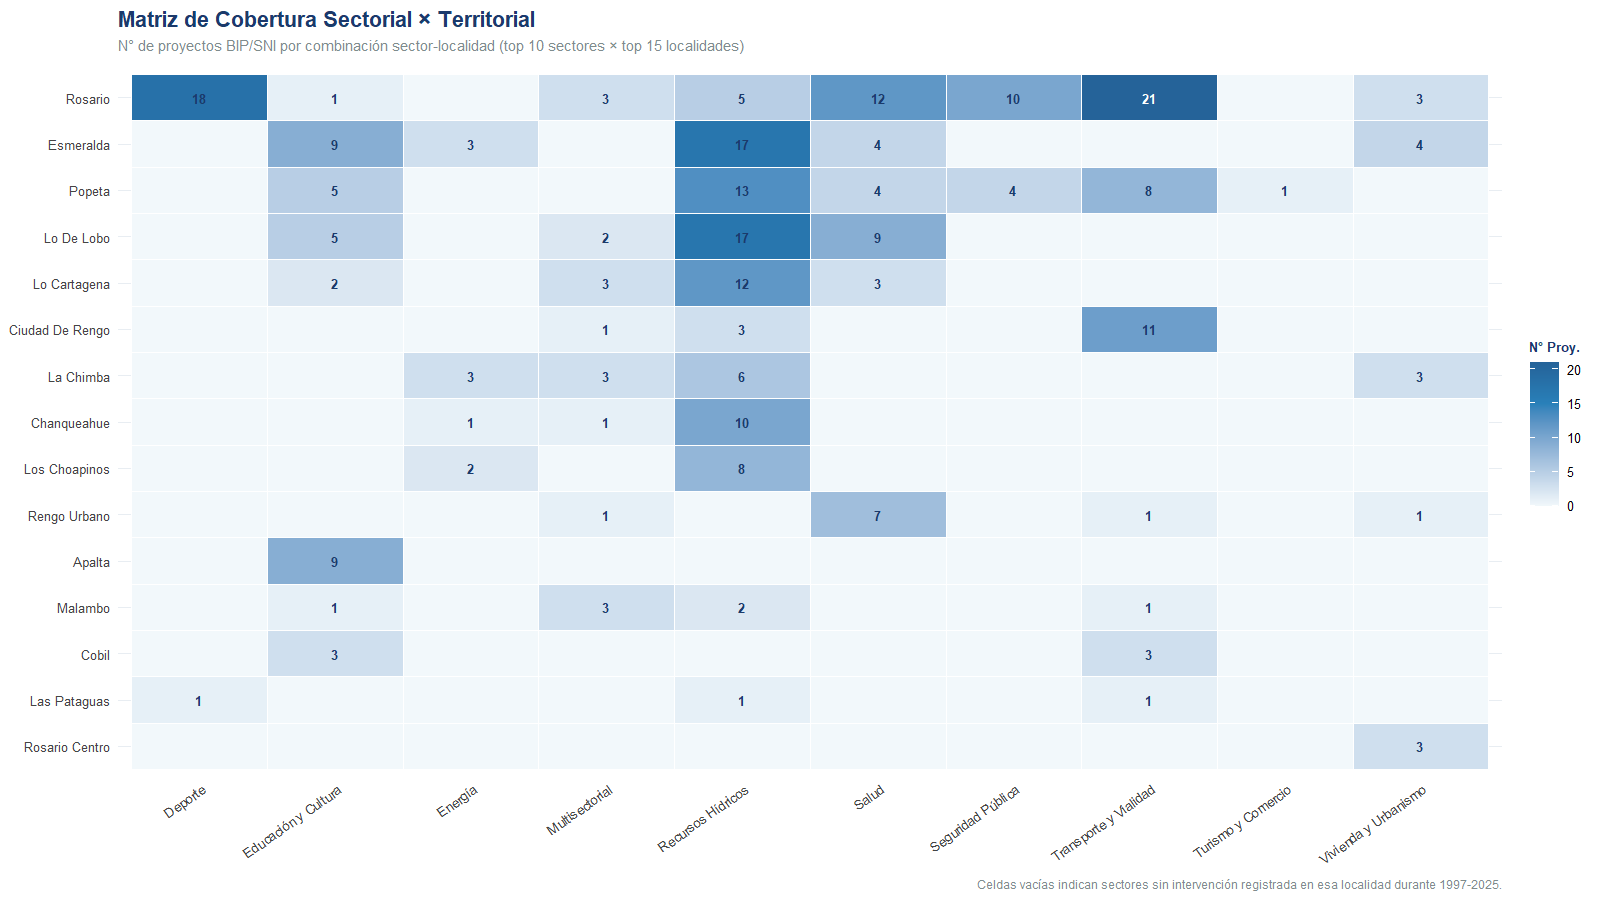 Matriz de Cobertura Sectorial × Territorial
N° de proyectos BIP/SNI por combinación sector-localidad (top 10 sectores × top 15 localidades)
Rosario 18 1 3 5 12 10 21 3
Esmeralda 9 3 17 4 4
Popeta 5 13 4 4 8 1
Lo De Lobo 5 2 17 9
Lo Cartagena 2 3 12 3
Ciudad De Rengo 1 3 11
La Chimba 3 3 6 3
Chanqueahue 1 1 10
Los Choapinos 2 8
Rengo Urbano 1 7 1 1
Apalta 9
Malambo 1 3 2 1
Cobil 3 3
Las Pataguas 1 1 1
Rosario Centro 3
Deporte
Educación y Cultura
Energía
Multisectorial
Recursos Hídricos
Salud
Seguridad Pública
Transporte y Vialidad
Turismo y Comercio
Vivienda y Urbanismo
N° Proy.
20
15
10
5
0
Celdas vacías indican sectores sin intervención registrada en esa localidad durante 1997-2025.